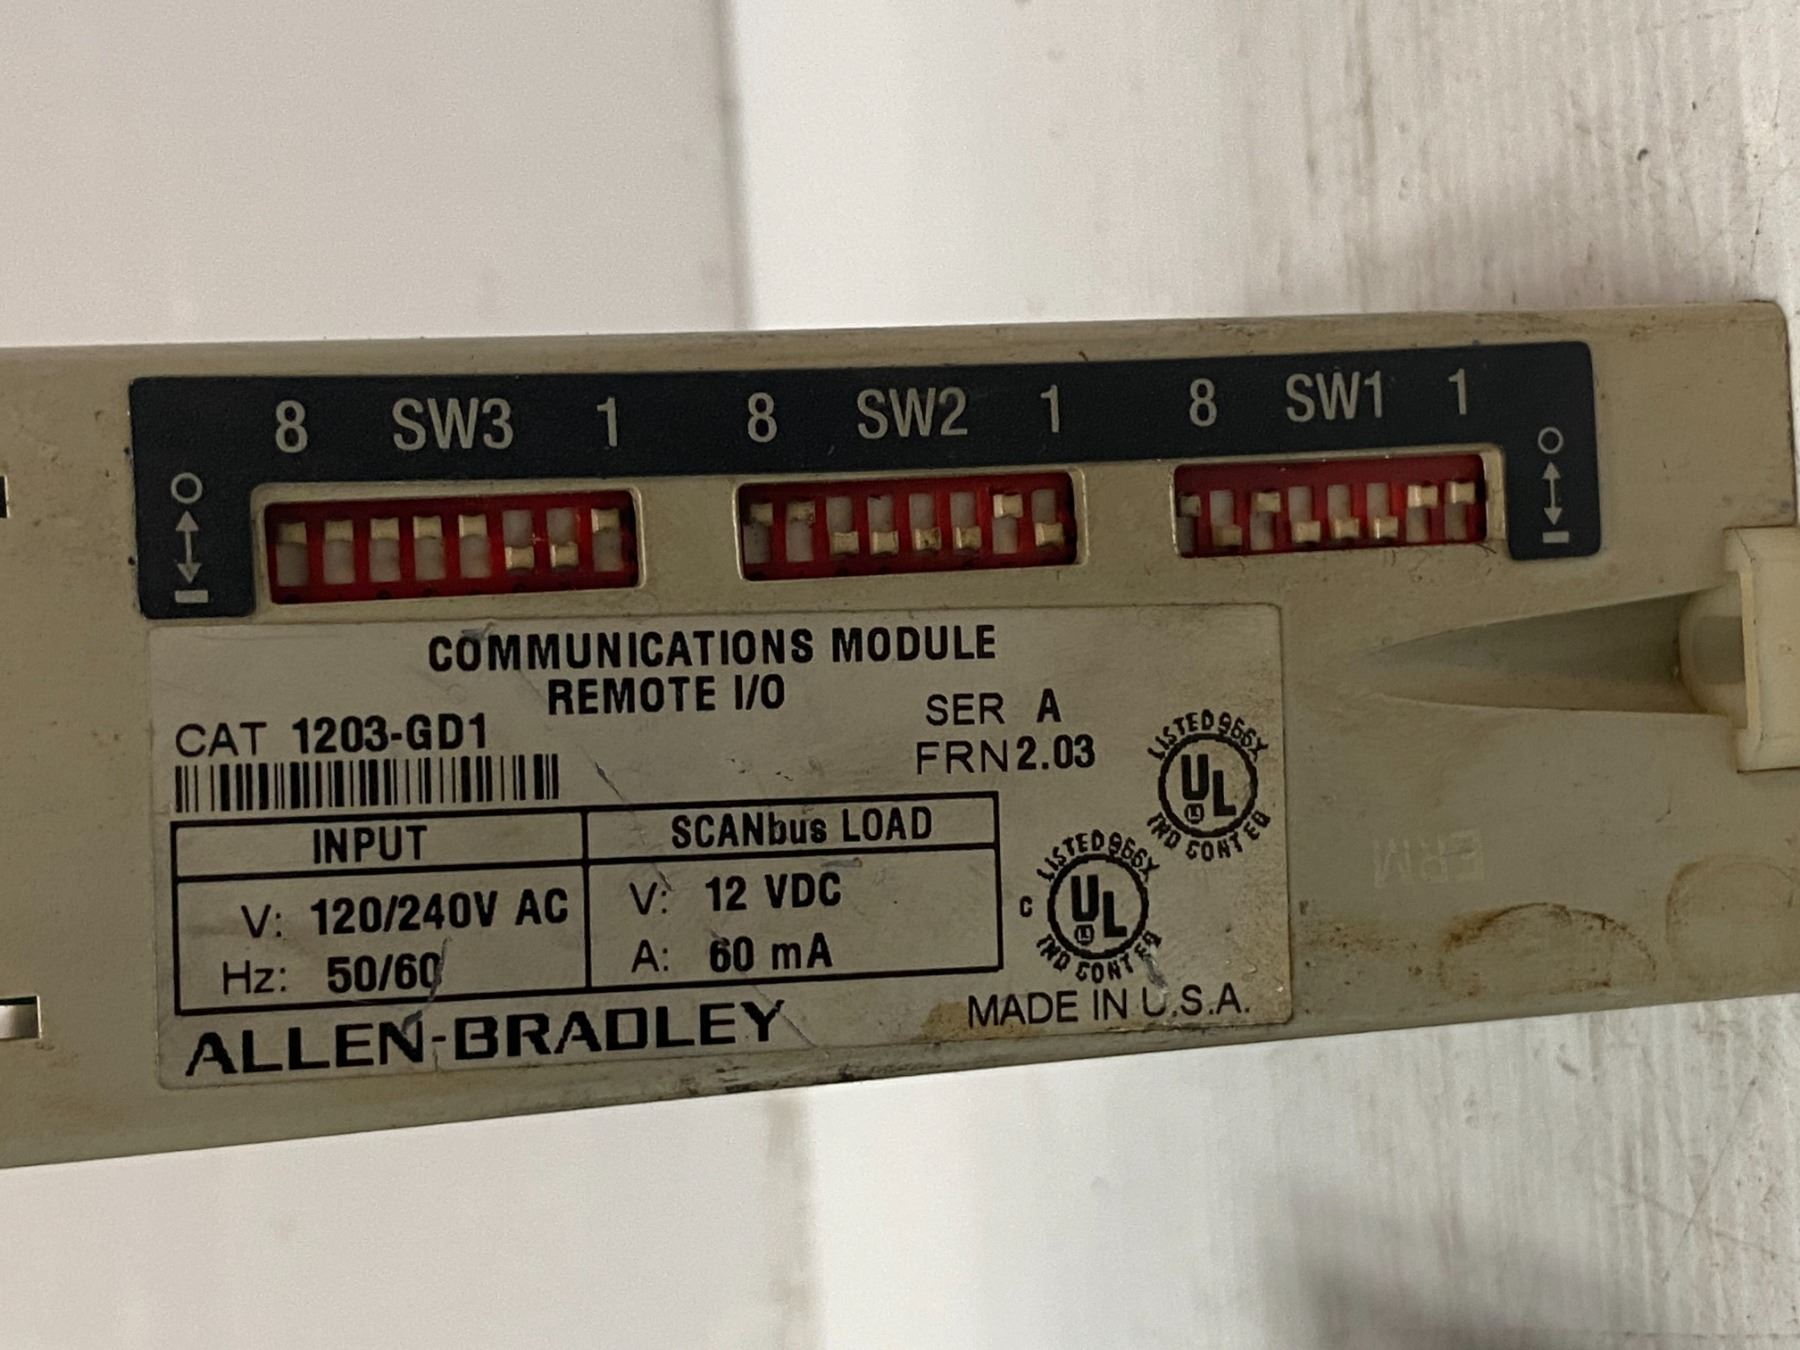 8 SW3 1 8 SW2 1 8 SW1 1
COMMUNICATIONS MODULE
REMOTE I/O
CAT 1203-GD1
SER A
FRN 2.03
INPUT
V: 120/240V AC
Hz: 50/60
SCANbus LOAD
V: 12 VDC
A: 60 mA
LISTED 966X
UL
IND CONT EQ
LISTED 966X
C UL
IND CONT EQ
ALLEN-BRADLEY
MADE IN U.S.A.